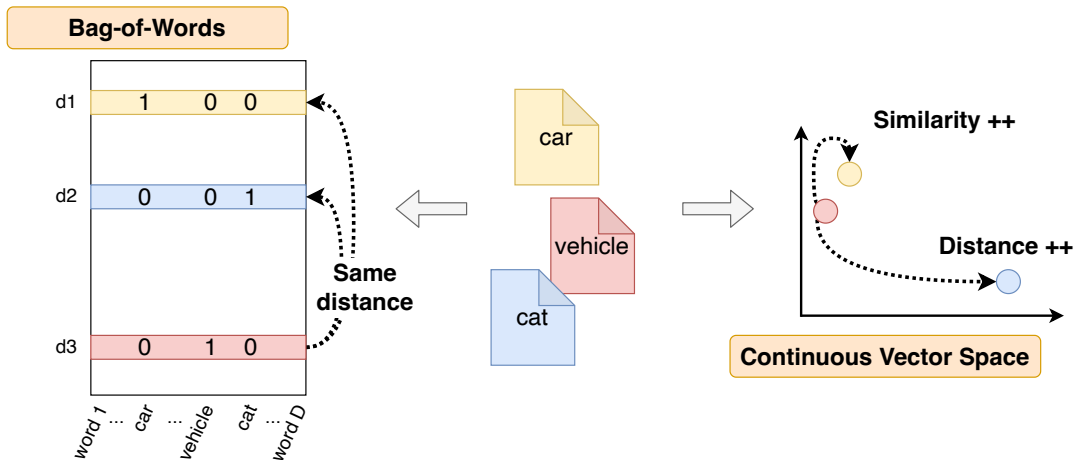 Bag-of-Words
d1 1 0 0
d2 0 0 1
Same
distance
d3 0 1 0
word 1 ... car ... vehicle cat ... word D
car
vehicle
cat
Similarity ++
Distance ++
Continuous Vector Space